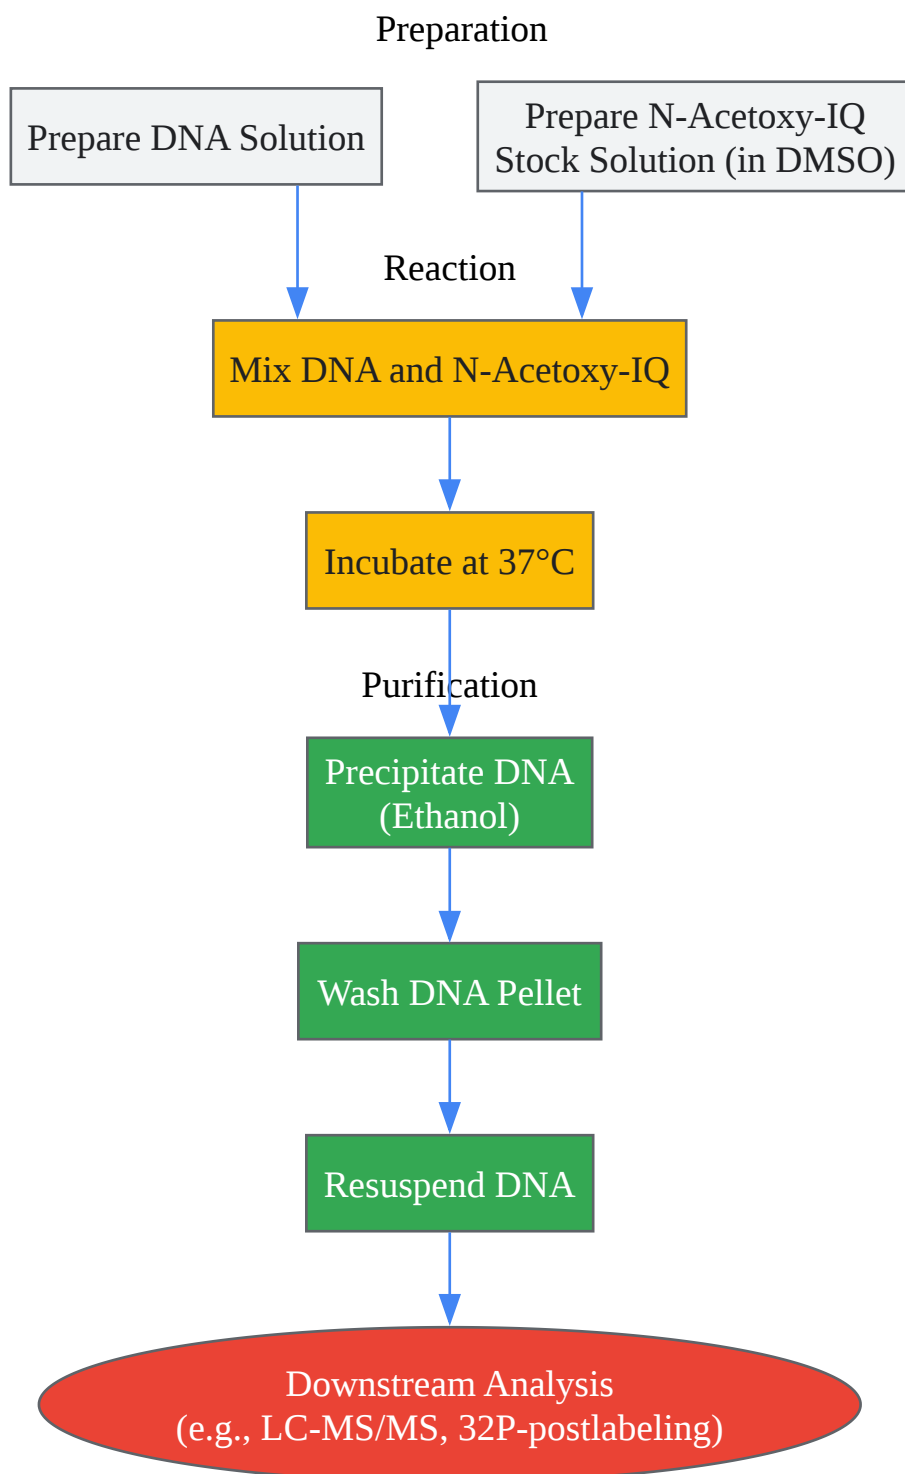 Preparation
Prepare DNA Solution
Prepare N-Acetoxy-IQ
Stock Solution (in DMSO)
Reaction
Mix DNA and N-Acetoxy-IQ
Incubate at 37°C
Purification
Precipitate DNA
(Ethanol)
Wash DNA Pellet
Resuspend DNA
Downstream Analysis
(e.g., LC-MS/MS, 32P-postlabeling)